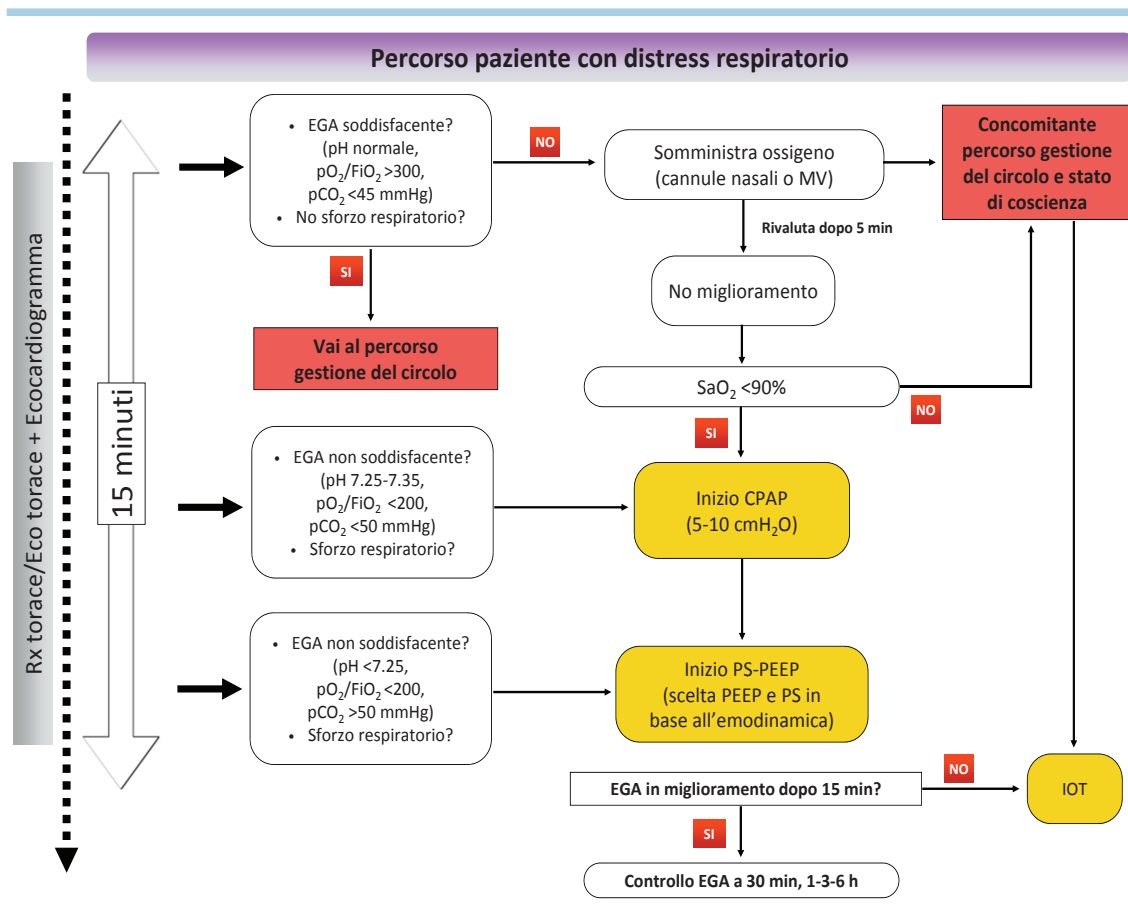 Percorso paziente con distress respiratorio
Rx torace/Eco torace + Ecocardiogramma
15 minuti
• EGA soddisfacente?
(pH normale,
pO₂/FiO₂ >300,
pCO₂ <45 mmHg)
• No sforzo respiratorio?
NO
Somministra ossigeno
(cannule nasali o MV)
Concomitante
percorso gestione
del circolo e stato
di coscienza
Rivaluta dopo 5 min
SI
No miglioramento
Vai al percorso
gestione del circolo
SaO₂ <90%
NO
SI
• EGA non soddisfacente?
(pH 7.25-7.35,
pO₂/FiO₂ <200,
pCO₂ <50 mmHg)
• Sforzo respiratorio?
Inizio CPAP
(5-10 cmH₂O)
• EGA non soddisfacente?
(pH <7.25,
pO₂/FiO₂ <200,
pCO₂ >50 mmHg)
• Sforzo respiratorio?
Inizio PS-PEEP
(scelta PEEP e PS in
base all’emodinamica)
EGA in miglioramento dopo 15 min?
NO
IOT
SI
Controllo EGA a 30 min, 1-3-6 h